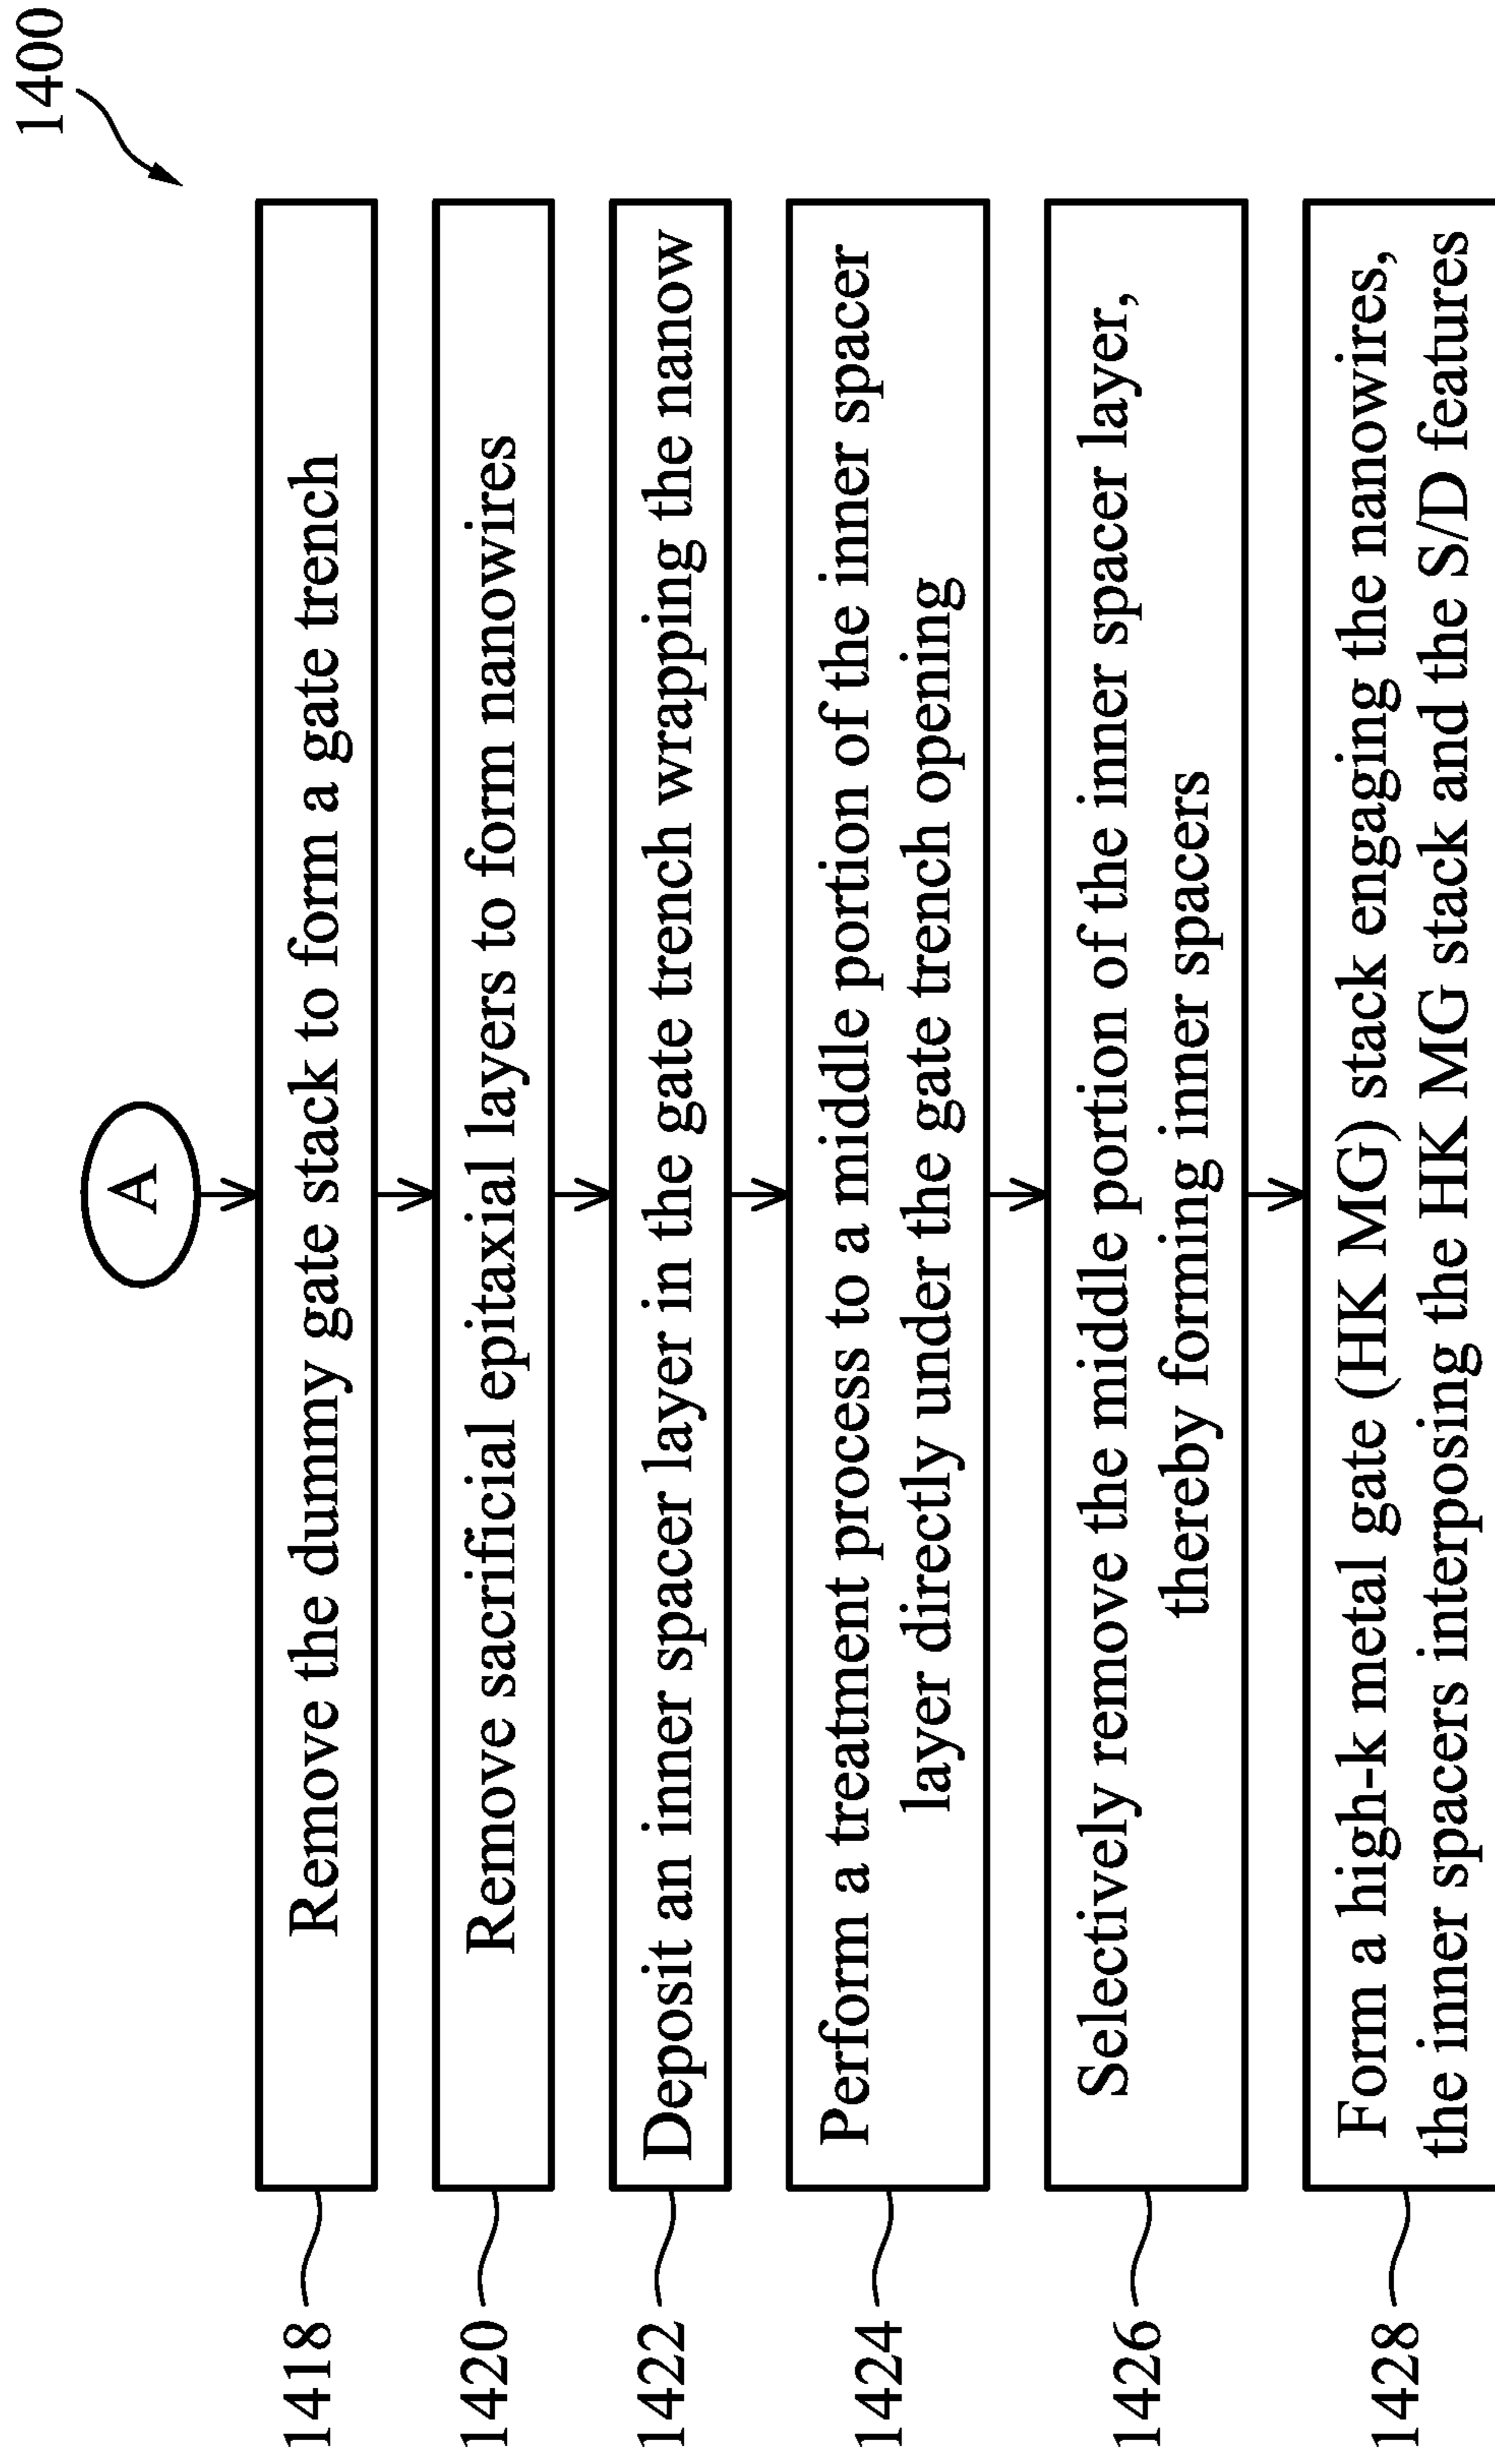 1400
A
1418
Remove the dummy gate stack to form a gate trench
1420
Remove sacrificial epitaxial layers to form nanowires
1422
Deposit an inner spacer layer in the gate trench wrapping the nanow
1424
Perform a treatment process to a middle portion of the inner spacer
layer directly under the gate trench opening
1426
Selectively remove the middle portion of the inner spacer layer,
thereby forming inner spacers
1428
Form a high-k metal gate (HK MG) stack engaging the nanowires,
the inner spacers interposing the HK MG stack and the S/D features